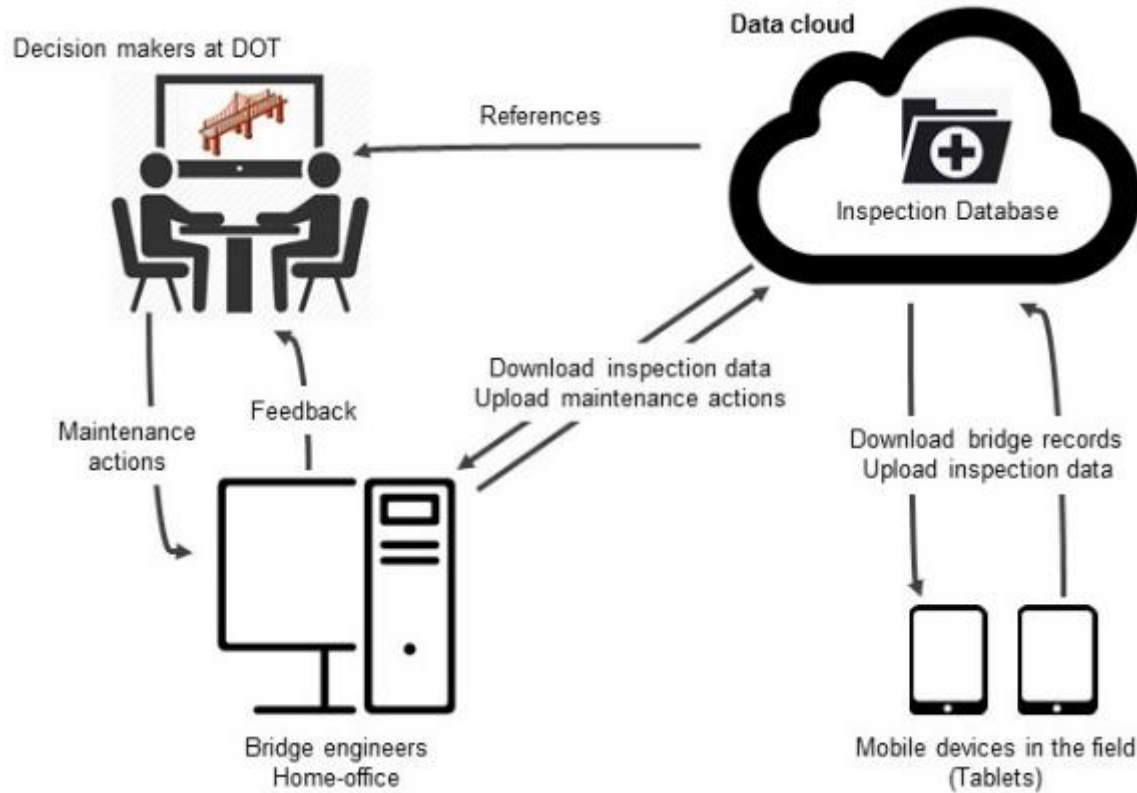 Decision makers at DOT
Data cloud
References
Inspection Database
Download inspection data
Upload maintenance actions
Feedback
Maintenance
actions
Download bridge records
Upload inspection data
Bridge engineers
Home-office
Mobile devices in the field
(Tablets)